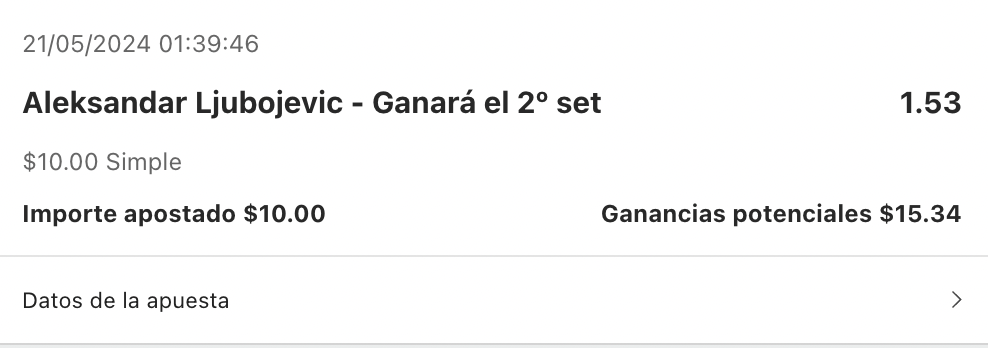 21/05/2024 01:39:46
Aleksandar Ljubojevic - Ganará el 2º set 1.53
$10.00 Simple
Importe apostado $10.00 Ganancias potenciales $15.34
Datos de la apuesta